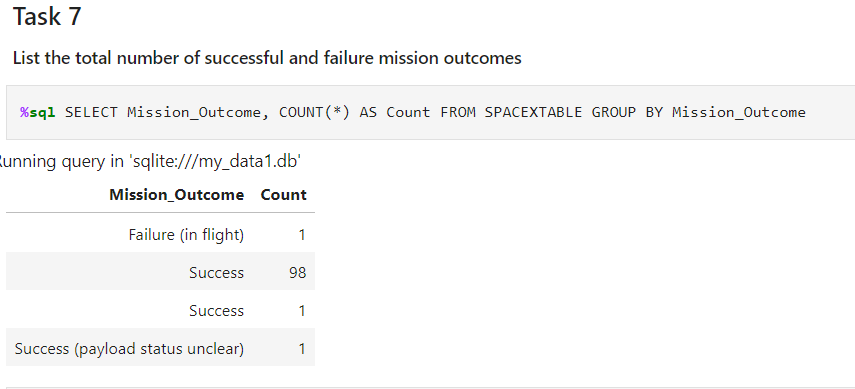 Task 7
List the total number of successful and failure mission outcomes
%sql SELECT Mission_Outcome, COUNT(*) AS Count FROM SPACEXTABLE GROUP BY Mission_Outcome
Running query in 'sqlite:///my_data1.db'
Mission_Outcome Count
Failure (in flight) 1
Success 98
Success 1
Success (payload status unclear) 1